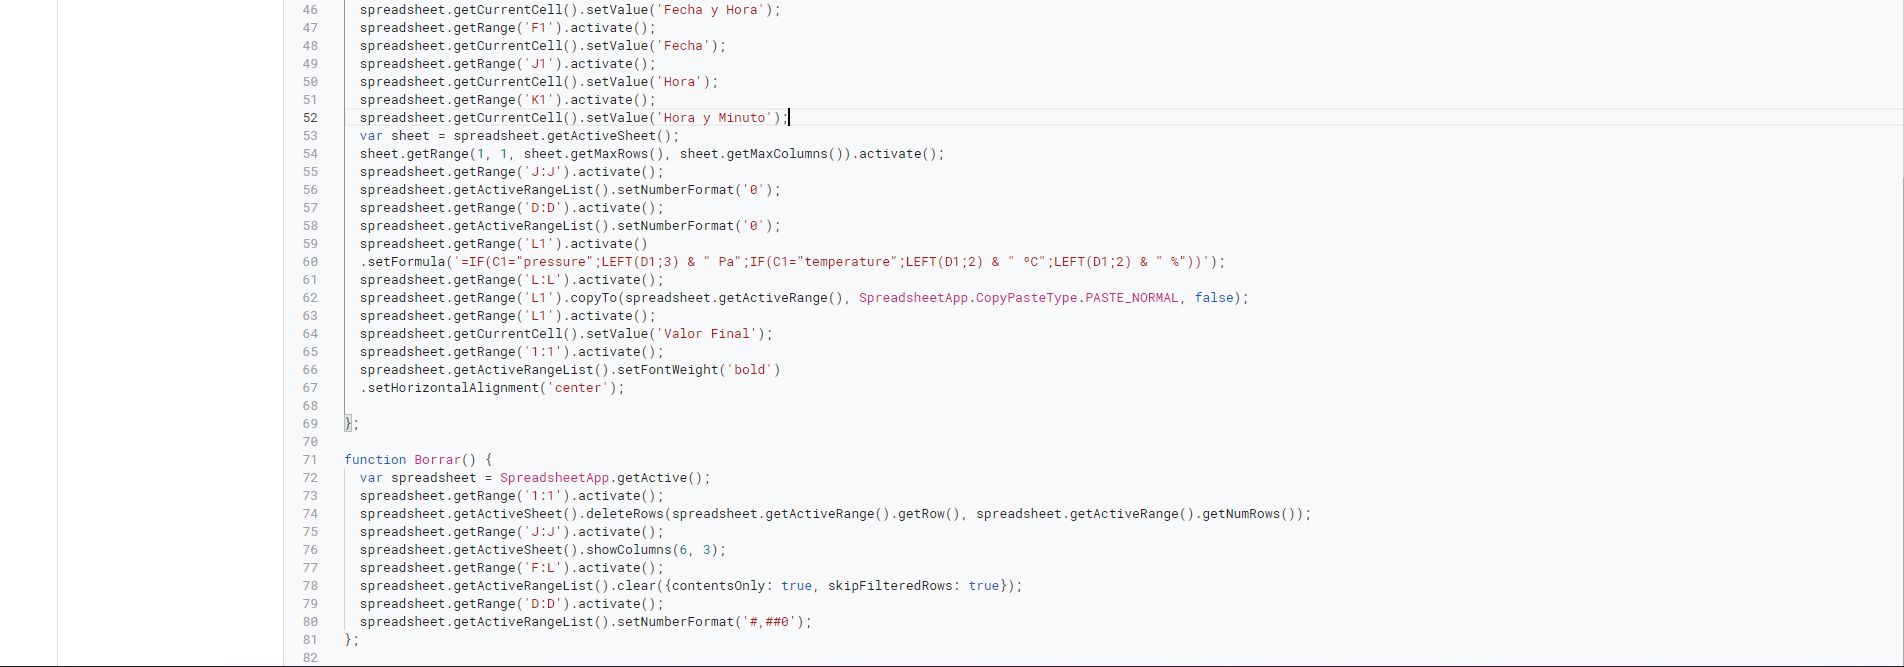 46 spreadsheet.getCurrentCell().setValue('Fecha y Hora');
47 spreadsheet.getRange('F1').activate();
48 spreadsheet.getCurrentCell().setValue('Fecha');
49 spreadsheet.getRange('J1').activate();
50 spreadsheet.getCurrentCell().setValue('Hora');
51 spreadsheet.getRange('K1').activate();
52 spreadsheet.getCurrentCell().setValue('Hora y Minuto');
53 var sheet = spreadsheet.getActiveSheet();
54 sheet.getRange(1, 1, sheet.getMaxRows(), sheet.getMaxColumns()).activate();
55 spreadsheet.getRange('J:J').activate();
56 spreadsheet.getActiveRangeList().setNumberFormat('0');
57 spreadsheet.getRange('D:D').activate();
58 spreadsheet.getActiveRangeList().setNumberFormat('0');
59 spreadsheet.getRange('L1').activate()
60 .setFormula('=IF(C1="pressure";LEFT(D1;3) & " Pa";IF(C1="temperature";LEFT(D1;2) & " ºC";LEFT(D1;2) & " %"))');
61 spreadsheet.getRange('L:L').activate();
62 spreadsheet.getRange('L1').copyTo(spreadsheet.getActiveRange(), SpreadsheetApp.CopyPasteType.PASTE_NORMAL, false);
63 spreadsheet.getRange('L1').activate();
64 spreadsheet.getCurrentCell().setValue('Valor Final');
65 spreadsheet.getRange('1:1').activate();
66 spreadsheet.getActiveRangeList().setFontWeight('bold')
67 .setHorizontalAlignment('center');
68
69 };
70
71 function Borrar() {
72 var spreadsheet = SpreadsheetApp.getActive();
73 spreadsheet.getRange('1:1').activate();
74 spreadsheet.getActiveSheet().deleteRows(spreadsheet.getActiveRange().getRow(), spreadsheet.getActiveRange().getNumRows());
75 spreadsheet.getRange('J:J').activate();
76 spreadsheet.getActiveSheet().showColumns(6, 3);
77 spreadsheet.getRange('F:L').activate();
78 spreadsheet.getActiveRangeList().clear({contentsOnly: true, skipFilteredRows: true});
79 spreadsheet.getRange('D:D').activate();
80 spreadsheet.getActiveRangeList().setNumberFormat('#,##0');
81 };
82